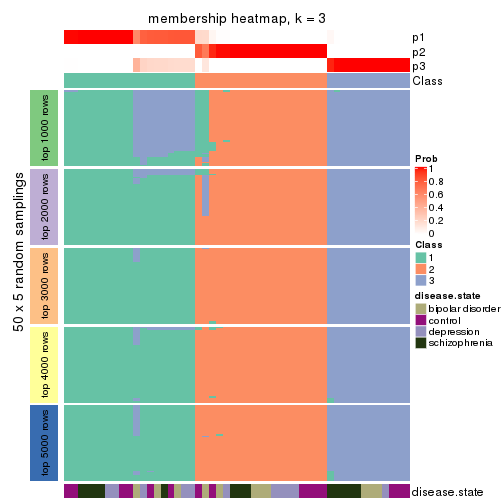 membership heatmap, k = 3
p1
p2
p3
Class
50 x 5 random samplings
top 1000 rows
top 2000 rows
top 3000 rows
top 4000 rows
top 5000 rows
Prob
1
0.8
0.6
0.4
0.2
0
Class
1
2
3
disease.state
bipolar disorder
control
depression
schizophrenia
disease.state